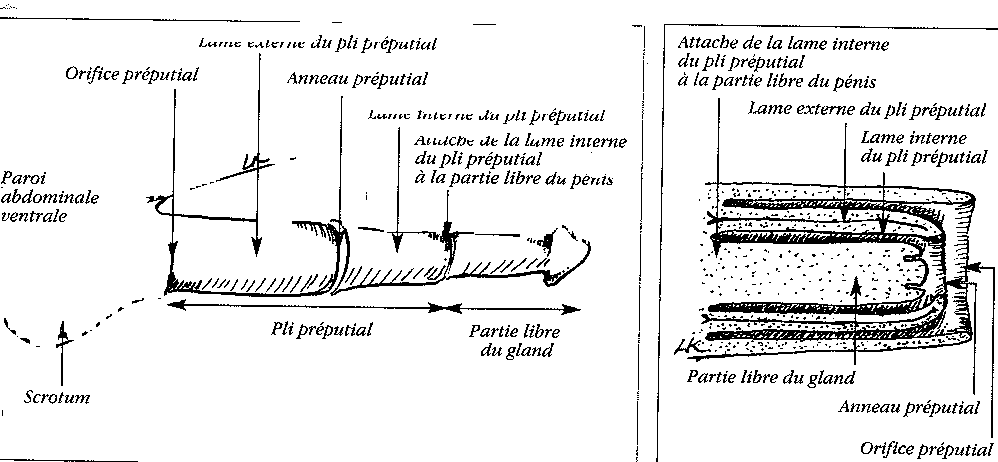 Lame externe du pli préputial
Orifice préputial
Anneau préputial
Lame interne du pli préputial
Attache de la lame interne
du pli préputial
à la partie libre du pénis
LK
Paroi
abdominale
ventrale
Pli préputial
Partie libre
du gland
Scrotum
Attache de la lame interne
du pli préputial
à la partie libre du pénis
Lame externe du pli préputial
Lame interne
du pli préputial
LK
Partie libre du gland
Anneau préputial
Orifice préputial